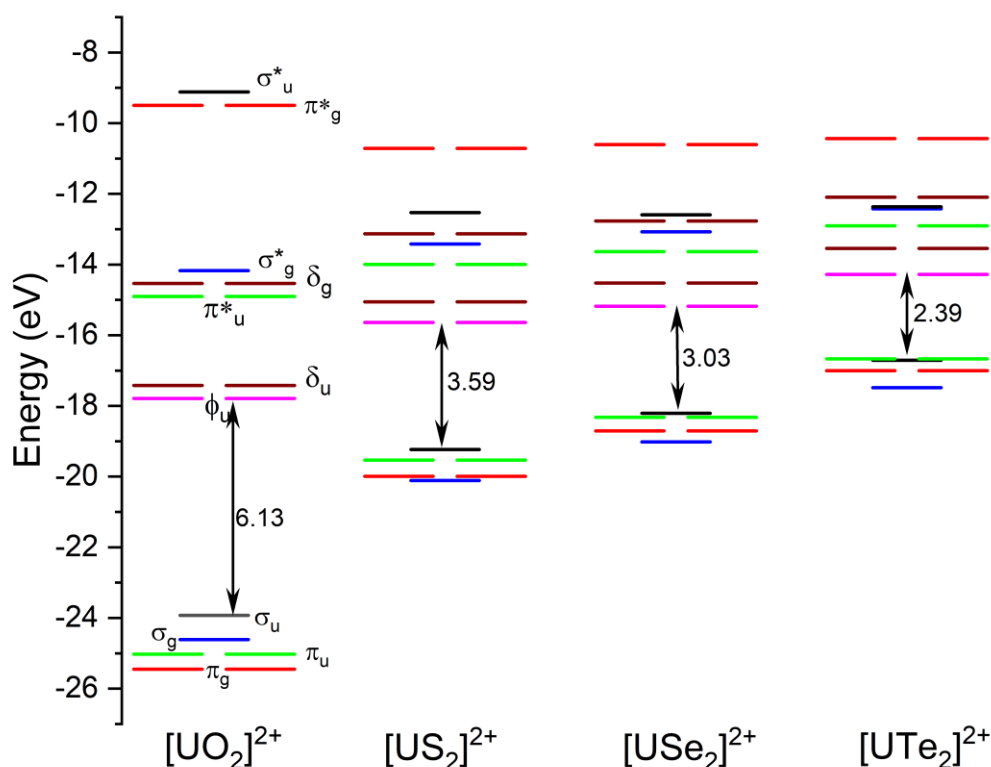 Energy (eV)
-8
-10
-12
-14
-16
-18
-20
-22
-24
-26
σ*u
π*g
σ*g
δg
π*u
δu
ϕu
6.13
σu
σg
πu
πg
3.59
3.03
2.39
[UO₂]²⁺
[US₂]²⁺
[USe₂]²⁺
[UTe₂]²⁺